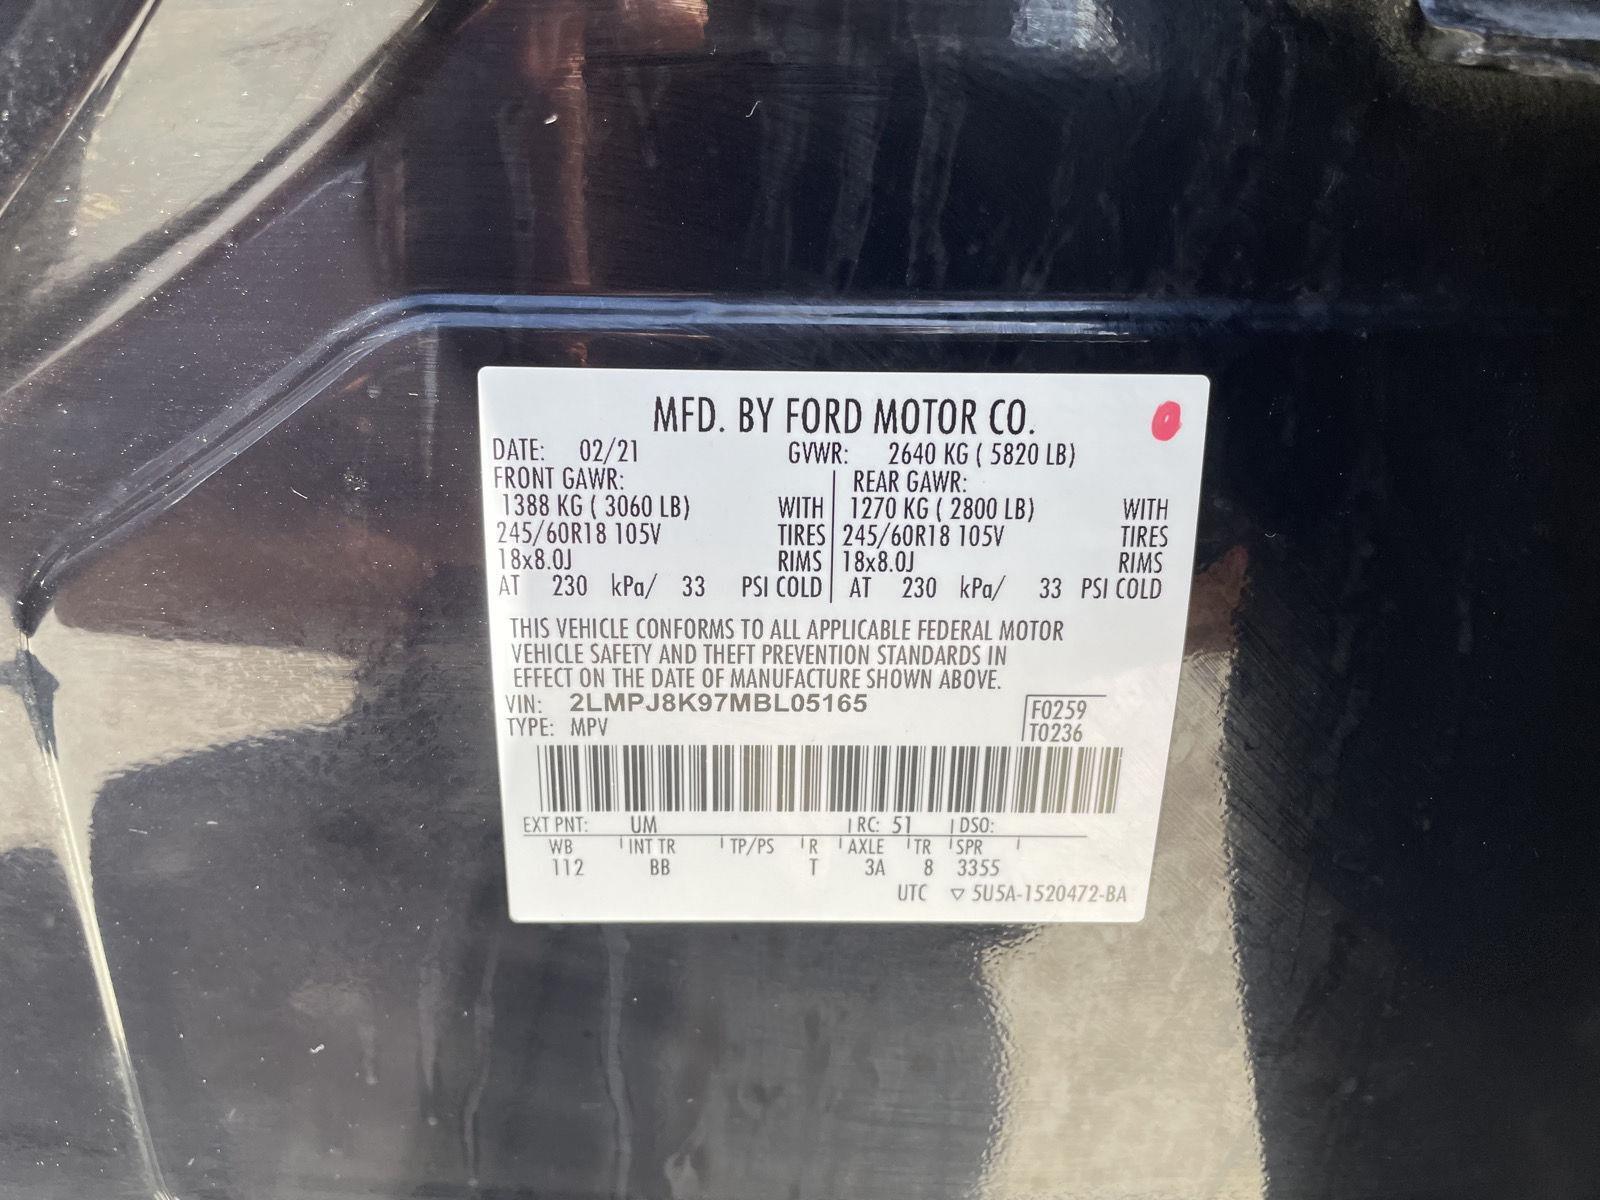 MFD. BY FORD MOTOR CO.
DATE: 02/21 GVWR: 2640 KG ( 5820 LB)
FRONT GAWR: REAR GAWR:
1388 KG ( 3060 LB) WITH 1270 KG ( 2800 LB) WITH
245/60R18 105V TIRES 245/60R18 105V TIRES
18x8.0J RIMS 18x8.0J RIMS
AT 230 kPa/ 33 PSI COLD AT 230 kPa/ 33 PSI COLD
THIS VEHICLE CONFORMS TO ALL APPLICABLE FEDERAL MOTOR
VEHICLE SAFETY AND THEFT PREVENTION STANDARDS IN
EFFECT ON THE DATE OF MANUFACTURE SHOWN ABOVE.
VIN: 2LMPJ8K97MBL05165 F0259
TYPE: MPV T0236
EXT PNT: UM RC: 51 DSO:
WB INT TR TP/PS R AXLE TR SPR
112 BB T 3A 8 3355
UTC ▽ 5U5A-1520472-BA